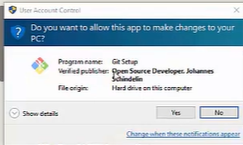 User Account Control
Do you want to allow this app to make changes to your
PC?
Program name: Git Setup
Verified publisher: Open Source Developer, Johannes
Schindelin
File origin: Hard drive on this computer
Show details
Yes
No
Change when these notifications appear